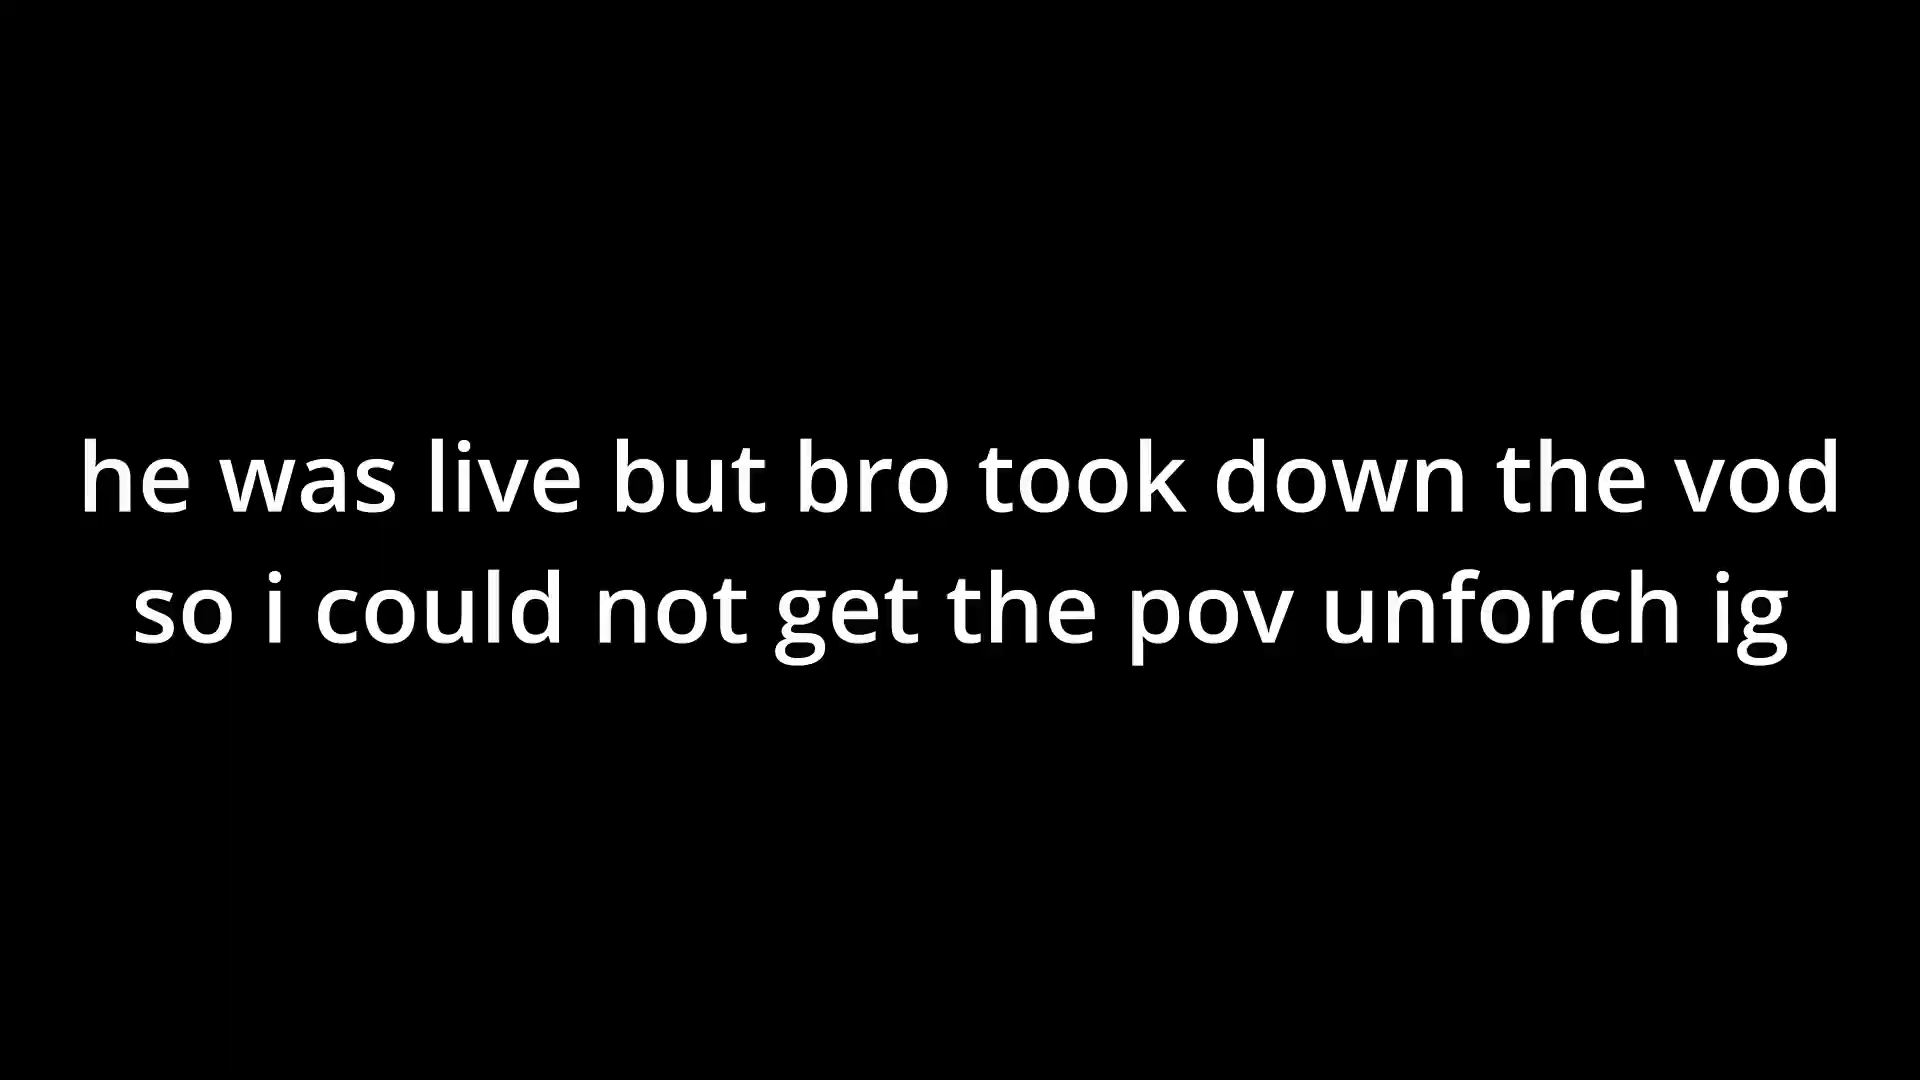 he was live but bro took down the vod
so i could not get the pov unforch ig